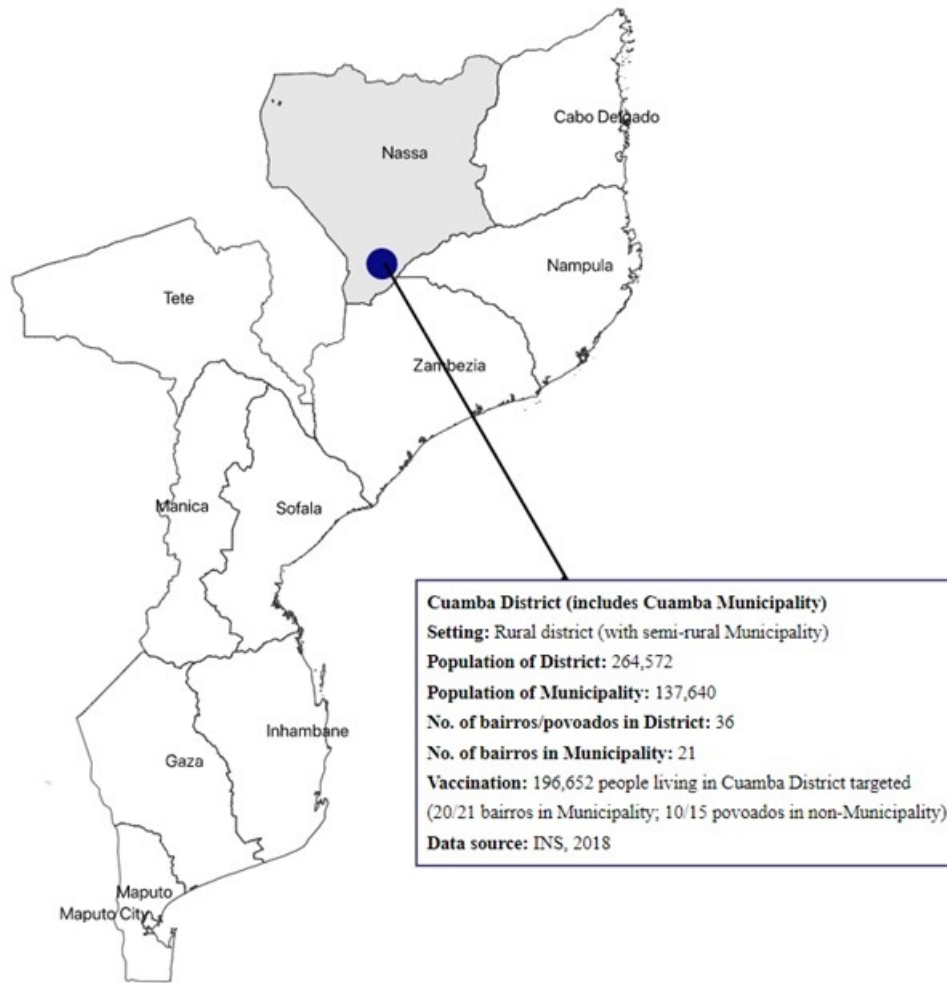 Cabo Delgado
Nassa
Nampula
Tete
Zambezia
Manica
Sofala
Inhambane
Gaza
Maputo
Maputo City
Cuamba District (includes Cuamba Municipality)
Setting: Rural district (with semi-rural Municipality)
Population of District: 264,572
Population of Municipality: 137,640
No. of bairros/povoados in District: 36
No. of bairros in Municipality: 21
Vaccination: 196,652 people living in Cuamba District targeted
(20/21 bairros in Municipality; 10/15 povoados in non-Municipality)
Data source: INS, 2018